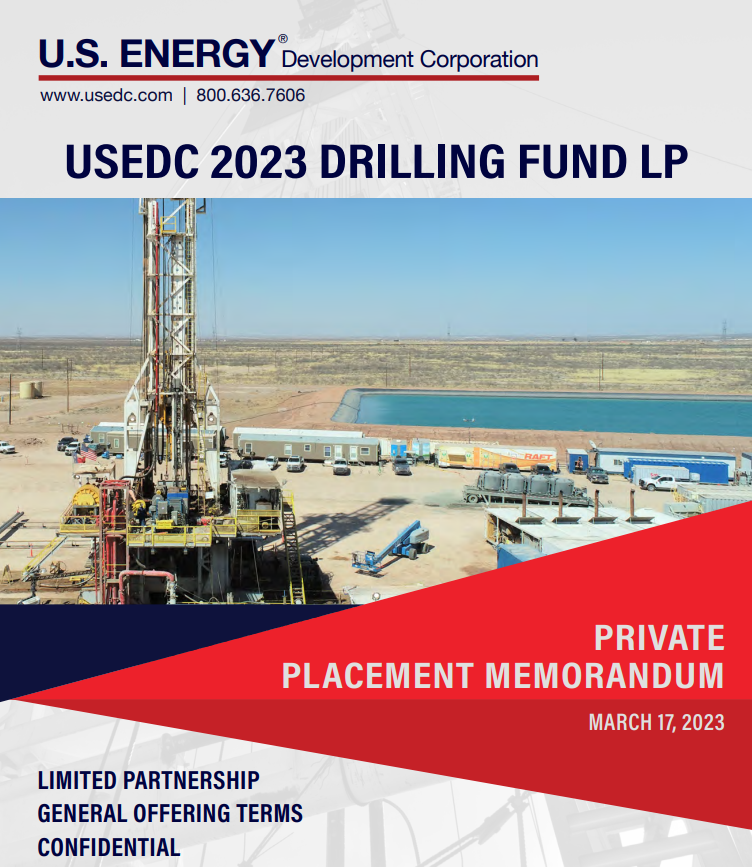 U.S. ENERGY® Development Corporation
www.usedc.com | 800.636.7606
USEDC 2023 DRILLING FUND LP
RAFT
PRIVATE
PLACEMENT MEMORANDUM
MARCH 17, 2023
LIMITED PARTNERSHIP
GENERAL OFFERING TERMS
CONFIDENTIAL